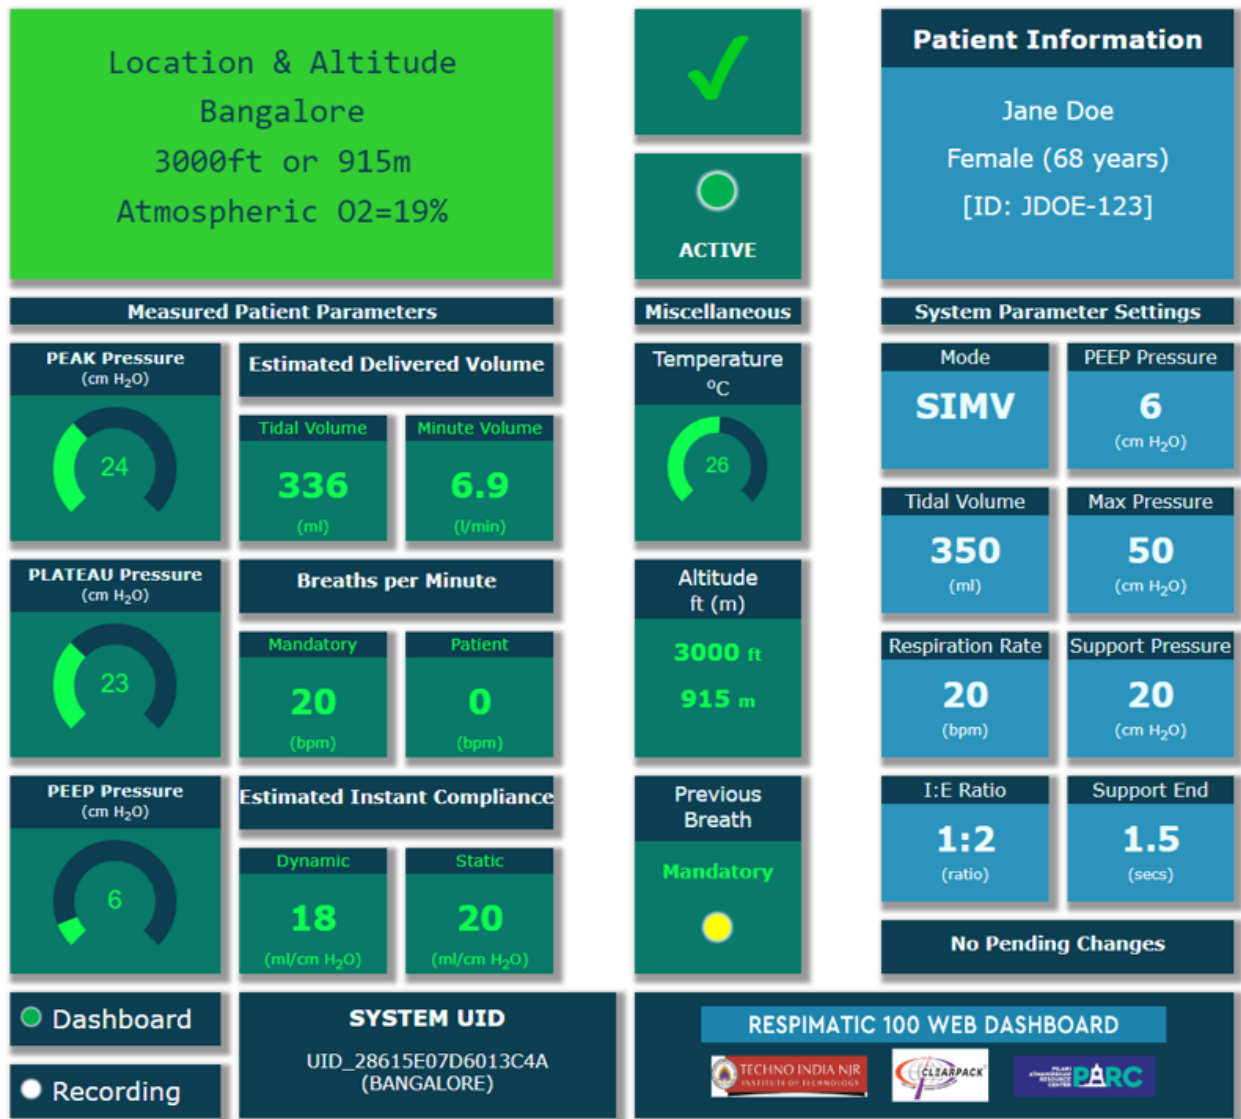 Location & Altitude
Bangalore
3000ft or 915m
Atmospheric O2=19%
ACTIVE
Patient Information
Jane Doe
Female (68 years)
[ID: JDOE-123]
Measured Patient Parameters
Miscellaneous
System Parameter Settings
PEAK Pressure
(cm H₂O)
24
Estimated Delivered Volume
Tidal Volume
336
(ml)
Minute Volume
6.9
(l/min)
PLATEAU Pressure
(cm H₂O)
23
Breaths per Minute
Mandatory
20
(bpm)
Patient
0
(bpm)
PEEP Pressure
(cm H₂O)
6
Estimated Instant Compliance
Dynamic
18
(ml/cm H₂O)
Static
20
(ml/cm H₂O)
Temperature
°C
26
Altitude
ft (m)
3000 ft
915 m
Previous
Breath
Mandatory
Mode
SIMV
PEEP Pressure
6
(cm H₂O)
Tidal Volume
350
(ml)
Max Pressure
50
(cm H₂O)
Respiration Rate
20
(bpm)
Support Pressure
20
(cm H₂O)
I:E Ratio
1:2
(ratio)
Support End
1.5
(secs)
No Pending Changes
Dashboard
Recording
SYSTEM UID
UID_28615E07D6013C4A
(BANGALORE)
RESPIMATIC 100 WEB DASHBOARD
TECHNO INDIA NJR
INSTITUTE OF TECHNOLOGY
CLEARPACK
PILANI
ATMANIRBHAR
RESOURCE
CENTER
PARC